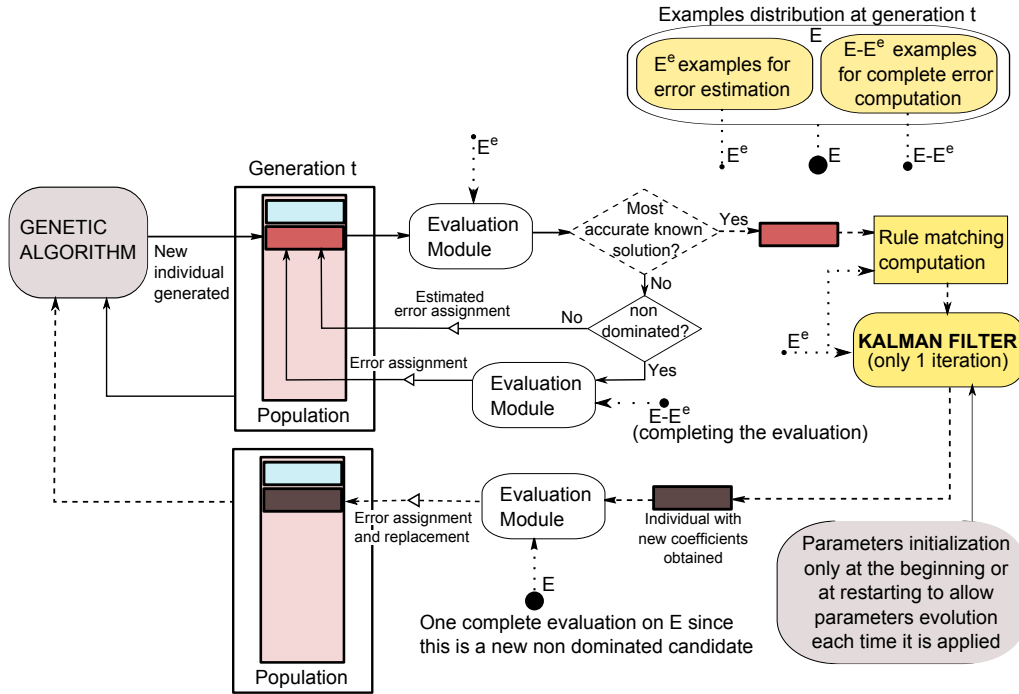 Examples distribution at generation t
E
E^e examples for
error estimation
E-E^e examples
for complete error
computation
E^e
E
E-E^e
E^e
Generation t
GENETIC
ALGORITHM
New
individual
generated
Evaluation
Module
Most
accurate known
solution?
Yes
Rule matching
computation
No
Estimated
error assignment
No
non
dominated?
E^e
KALMAN FILTER
(only 1 iteration)
Yes
Error assignment
Evaluation
Module
E-E^e
(completing the evaluation)
Population
Evaluation
Module
Error assignment
and replacement
Individual with
new coefficients
obtained
Parameters initialization
only at the beginning or
at restarting to allow
parameters evolution
each time it is applied
E
One complete evaluation on E since
this is a new non dominated candidate
Population